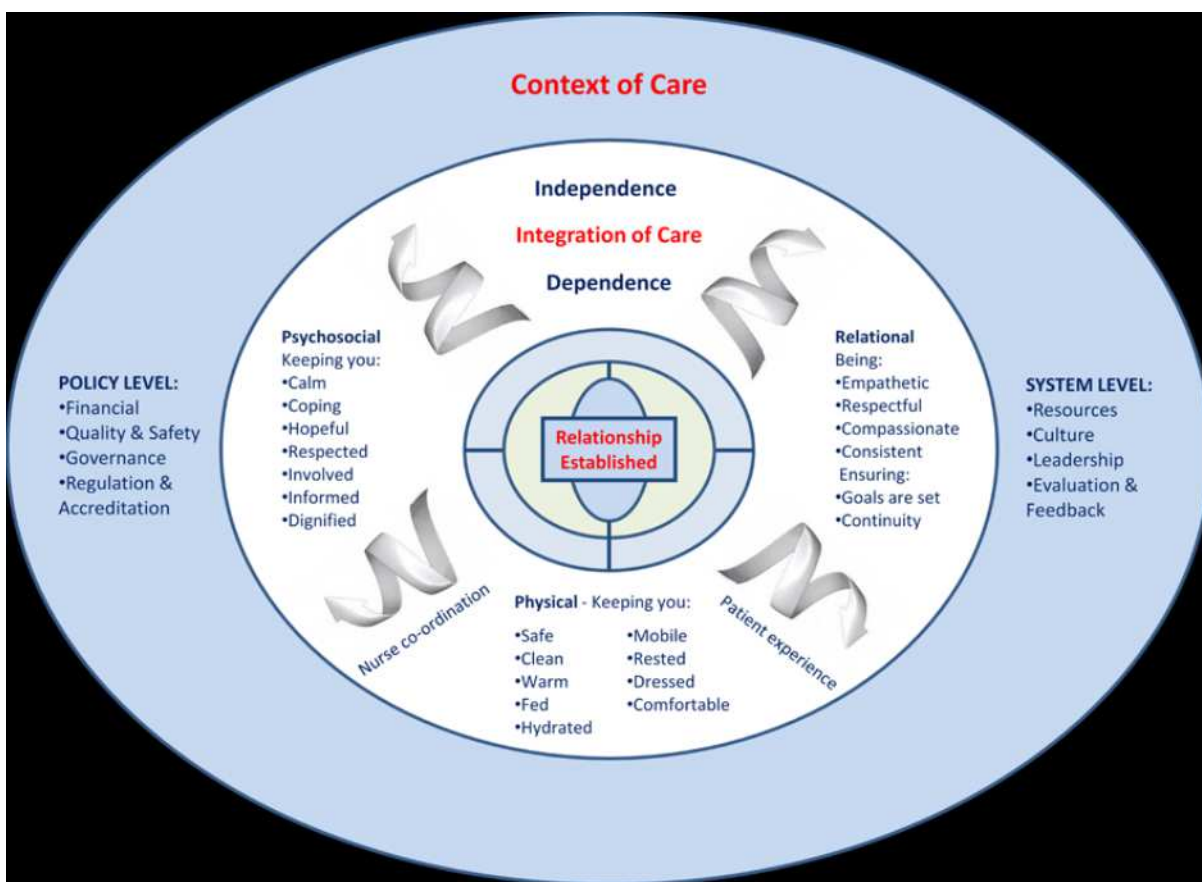 Context of Care
Independence
Integration of Care
Dependence
Psychosocial
Keeping you:
•Calm
•Coping
•Hopeful
•Respected
•Involved
•Informed
•Dignified
Relational
Being:
•Empathetic
•Respectful
•Compassionate
•Consistent
Ensuring:
•Goals are set
•Continuity
POLICY LEVEL:
•Financial
•Quality & Safety
•Governance
•Regulation &
Accreditation
SYSTEM LEVEL:
•Resources
•Culture
•Leadership
•Evaluation &
Feedback
Relationship
Established
Nurse co-ordination
Physical - Keeping you:
•Safe
•Clean
•Warm
•Fed
•Hydrated
•Mobile
•Rested
•Dressed
•Comfortable
Patient experience